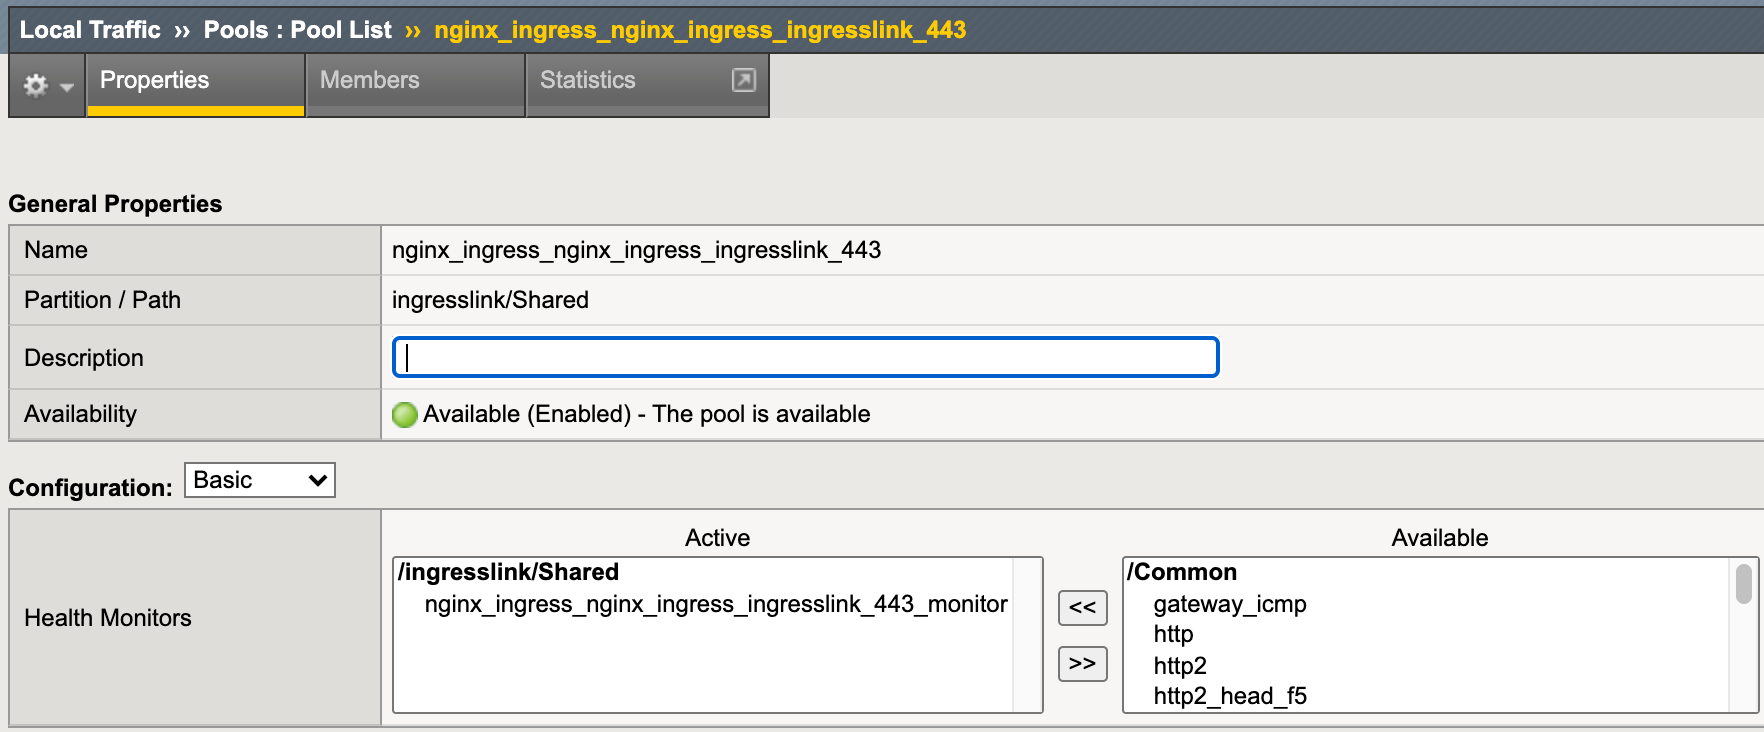 Local Traffic ›› Pools : Pool List ›› nginx_ingress_nginx_ingress_ingresslink_443
Properties Members Statistics
General Properties
Name nginx_ingress_nginx_ingress_ingresslink_443
Partition / Path ingresslink/Shared
Description
Availability Available (Enabled) - The pool is available
Configuration: Basic
Active Available
Health Monitors
/ingresslink/Shared
nginx_ingress_nginx_ingress_ingresslink_443_monitor
<<
>>
/Common
gateway_icmp
http
http2
http2_head_f5